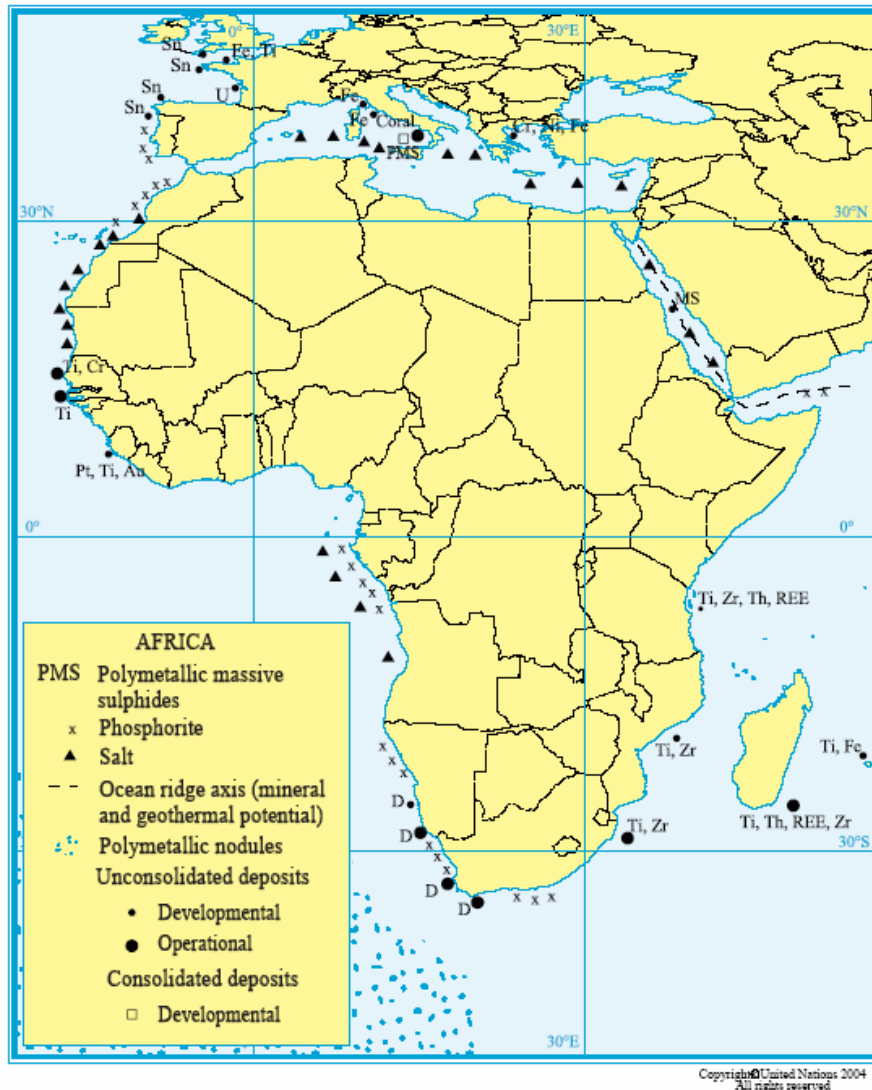 0°
30°E
Sn
Fe, Ti
Sn
U
Sn
Sn
Fe
Fe
Coral
PMS
Cr, Ni, Fe
30°N
30°N
MS
Ti, Cr
Ti
Pt, Ti, Au
0°
0°
Ti, Zr, Th, REE
Ti, Zr
Ti, Fe
D
D
Ti, Zr
Ti, Th, REE, Zr
30°S
D
D
30°E
AFRICA
PMS Polymetallic massive
sulphides
x Phosphorite
Salt
Ocean ridge axis (mineral
and geothermal potential)
Polymetallic nodules
Unconsolidated deposits
Developmental
Operational
Consolidated deposits
Developmental
Copyright United Nations 2004
All rights reserved